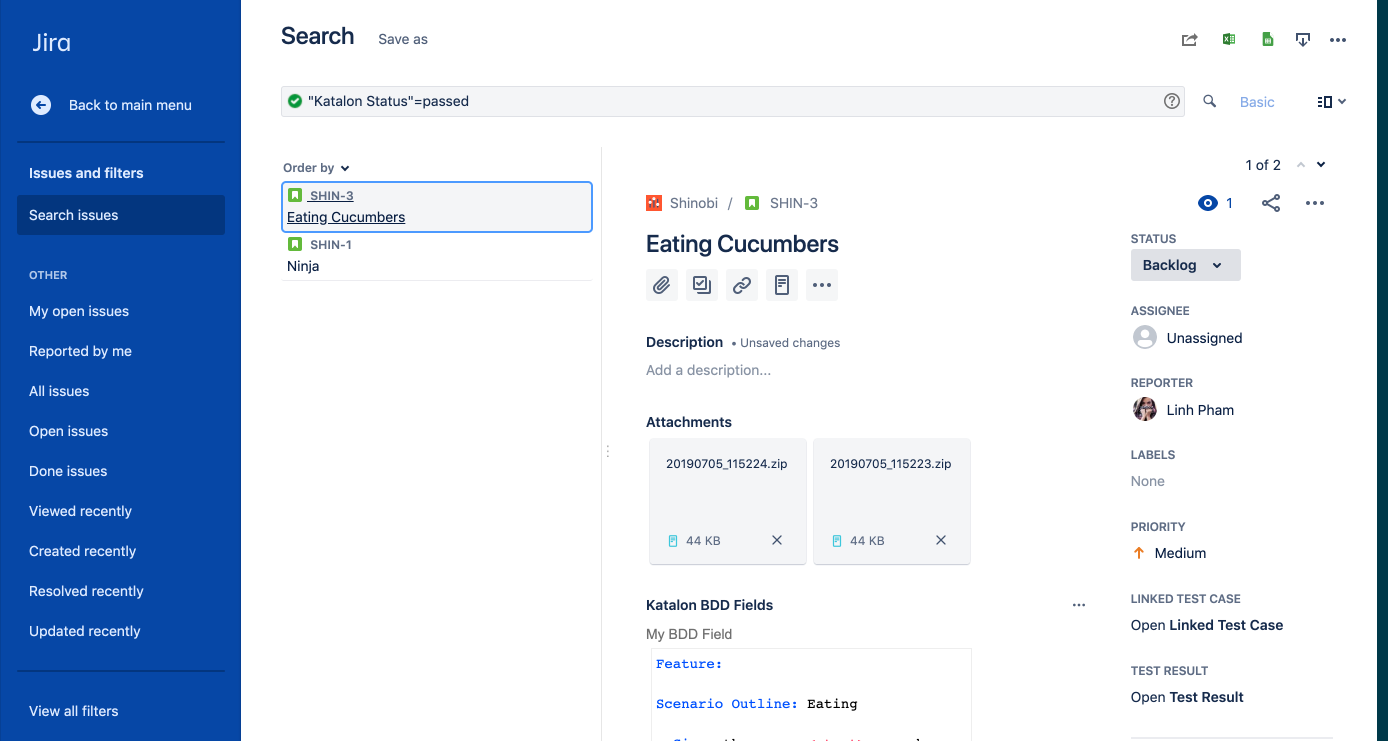 Jira
Back to main menu
Issues and filters
Search issues
OTHER
My open issues
Reported by me
All issues
Open issues
Done issues
Viewed recently
Created recently
Resolved recently
Updated recently
View all filters
Search
Save as
"Katalon Status"=passed
Basic
Order by
SHIN-3
Eating Cucumbers
SHIN-1
Ninja
1 of 2
Shinobi / SHIN-3
1
Eating Cucumbers
Description • Unsaved changes
Add a description...
Attachments
20190705_115224.zip
44 KB
20190705_115223.zip
44 KB
Katalon BDD Fields
My BDD Field
Feature:
Scenario Outline: Eating
STATUS
Backlog
ASSIGNEE
Unassigned
REPORTER
Linh Pham
LABELS
None
PRIORITY
Medium
LINKED TEST CASE
Open Linked Test Case
TEST RESULT
Open Test Result